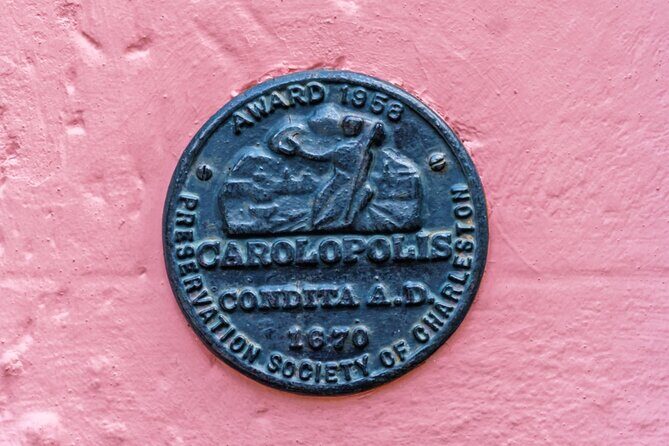 AWARD 1958
CAROLOPOLIS
CONDITA A.D.
1670
PRESERVATION SOCIETY OF CHARLESTON